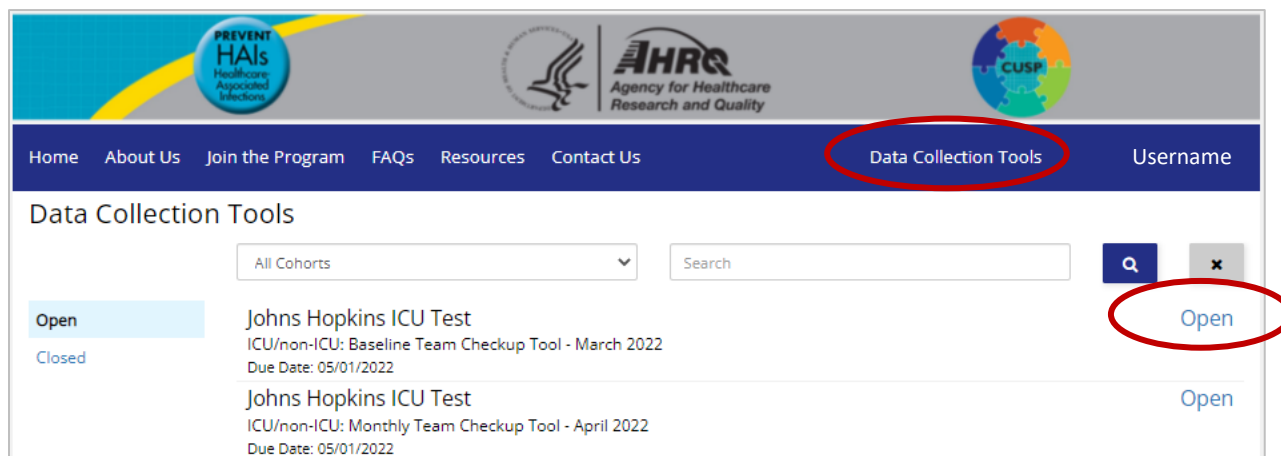 PREVENT
HAIs
Healthcare-
Associated
Infections
AHRQ
Agency for Healthcare
Research and Quality
CUSP
Home About Us Join the Program FAQs Resources Contact Us Data Collection Tools Username
Data Collection Tools
All Cohorts Search
Open
Closed
Johns Hopkins ICU Test Open
ICU/non-ICU: Baseline Team Checkup Tool - March 2022
Due Date: 05/01/2022
Johns Hopkins ICU Test Open
ICU/non-ICU: Monthly Team Checkup Tool - April 2022
Due Date: 05/01/2022